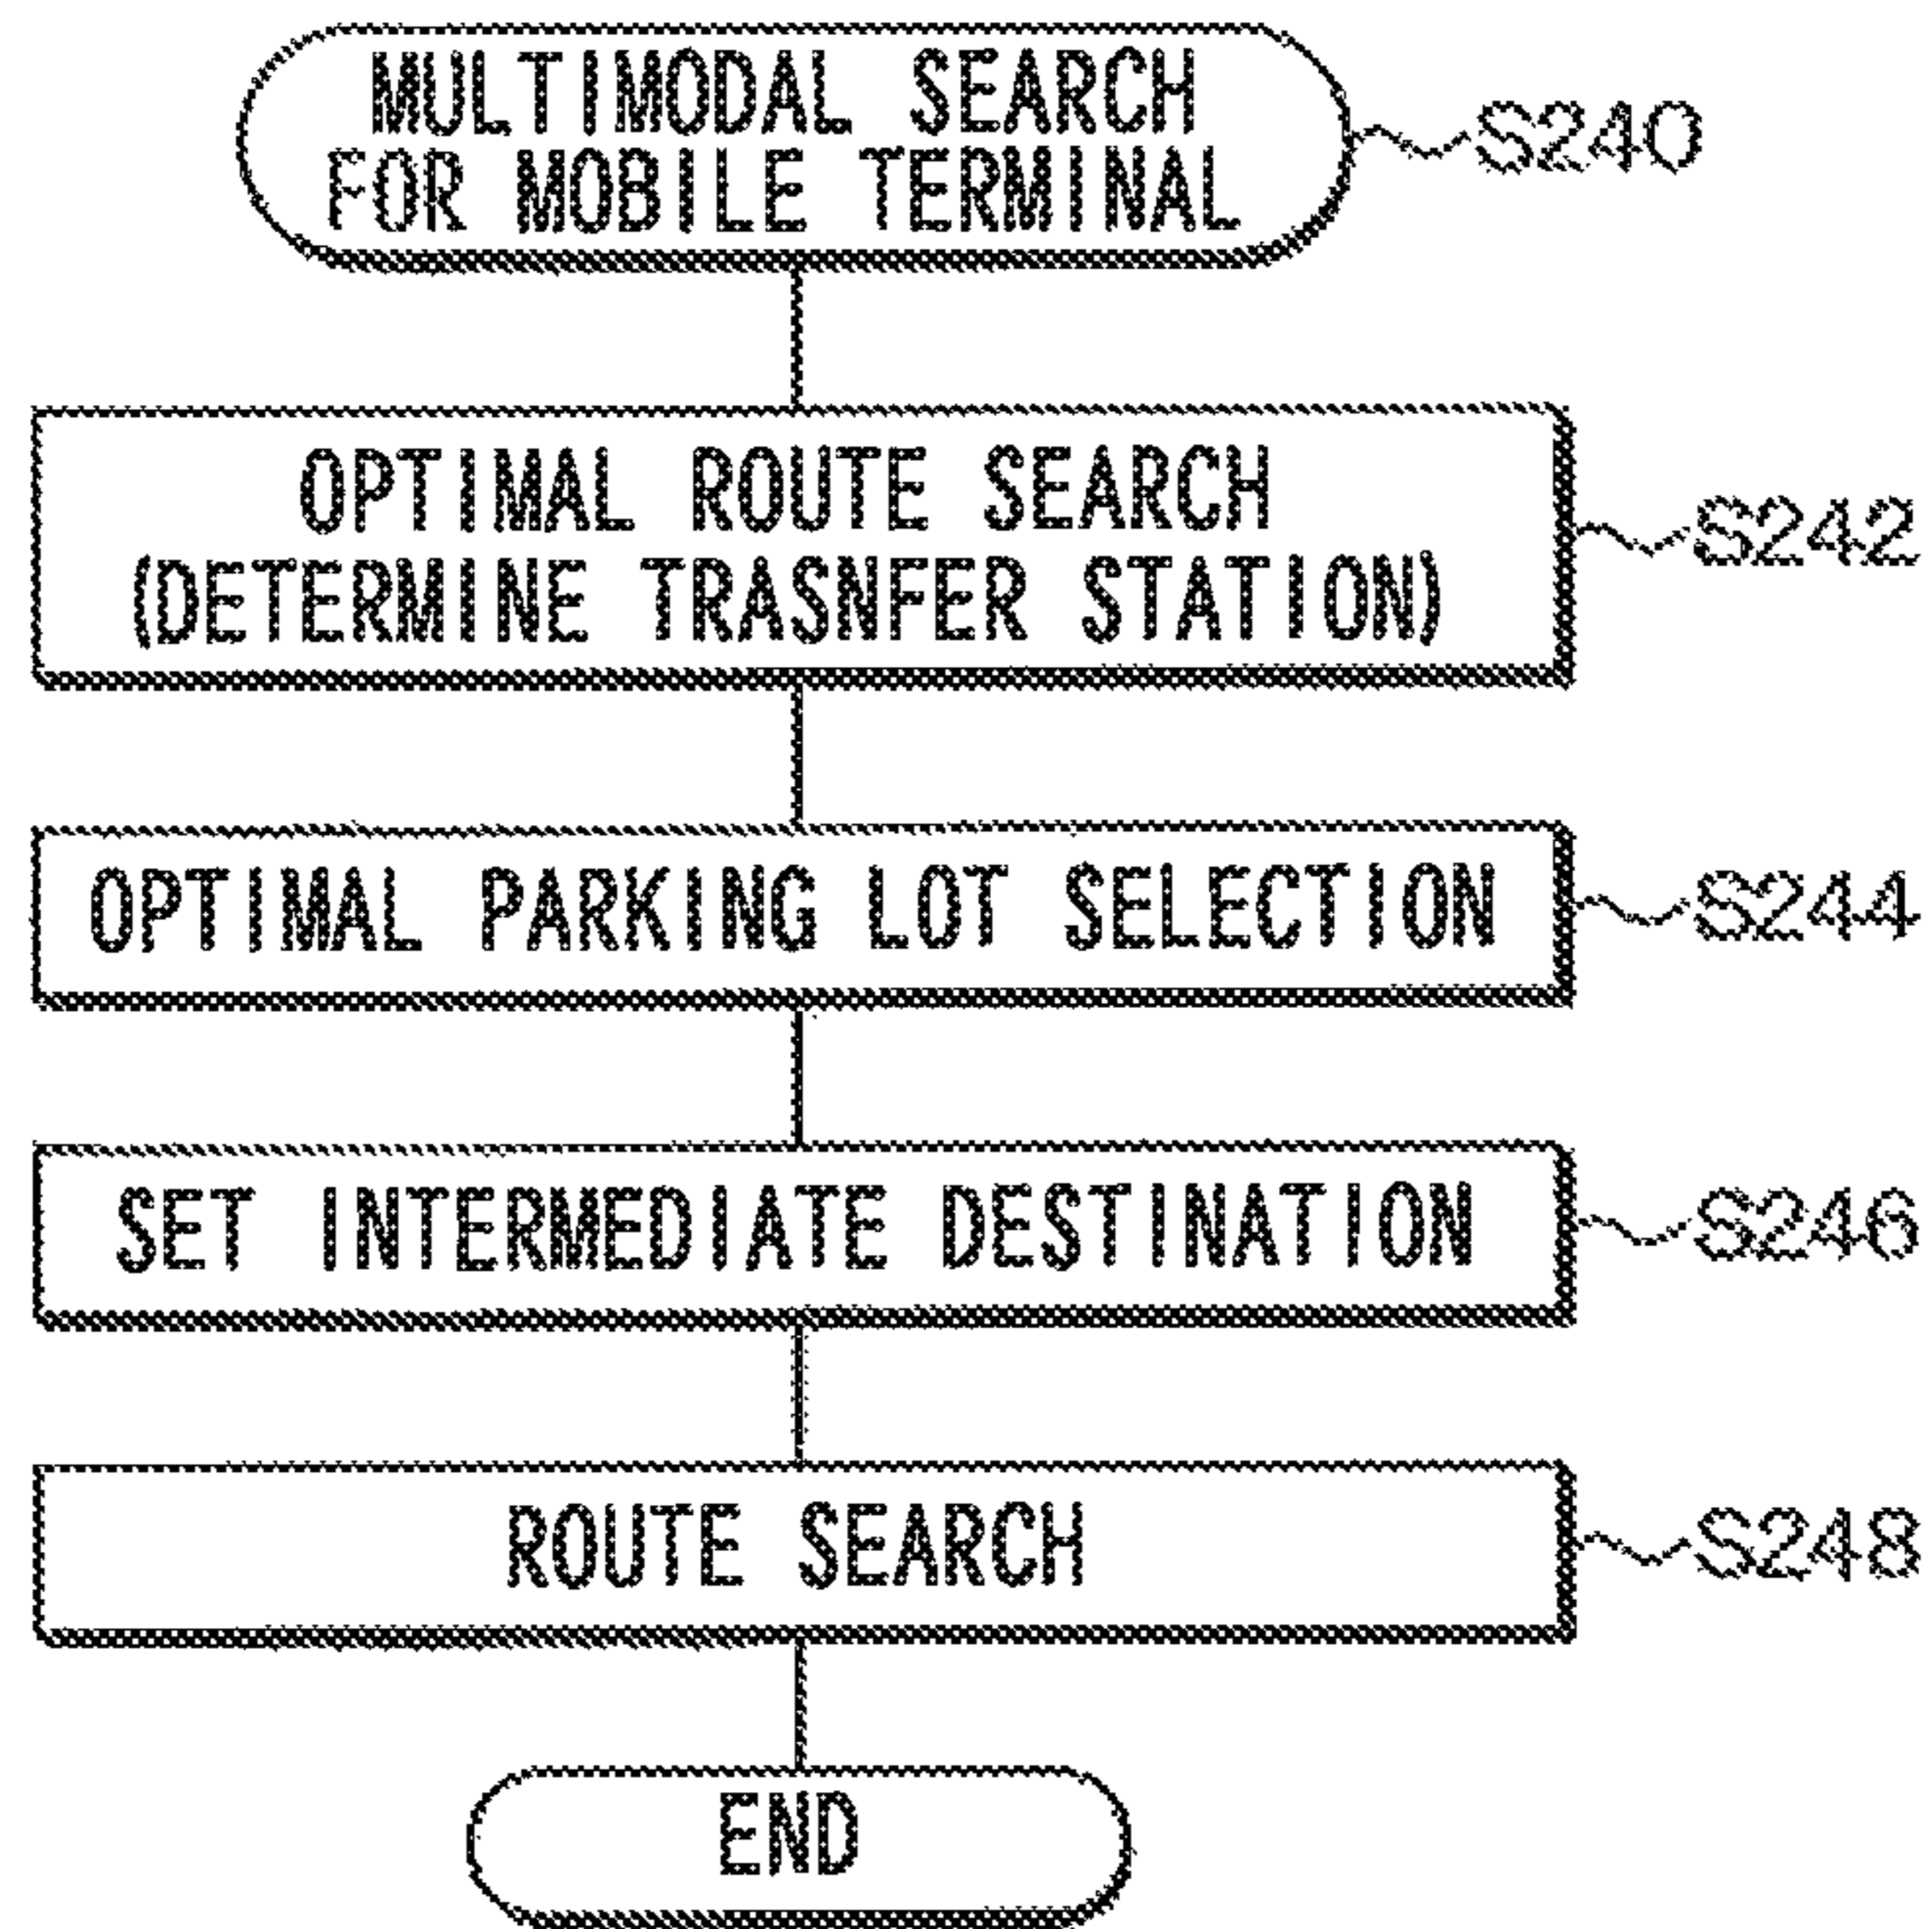 MULTIMODAL SEARCH
FOR MOBILE TERMINAL
S240
OPTIMAL ROUTE SEARCH
(DETERMINE TRASNFER STATION)
S242
OPTIMAL PARKING LOT SELECTION
S244
SET INTERMEDIATE DESTINATION
S246
ROUTE SEARCH
S248
END